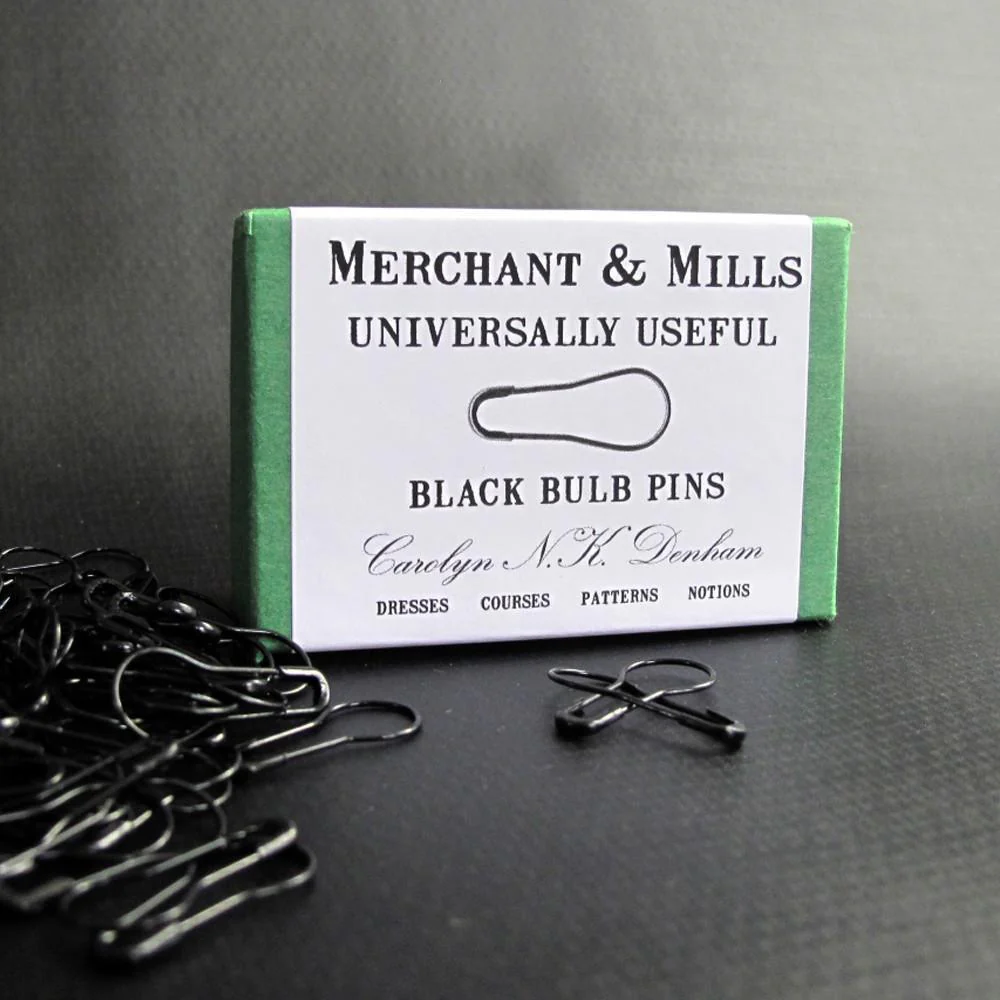 MERCHANT & MILLS
UNIVERSALLY USEFUL
BLACK BULB PINS
Carolyn N.K. Denham
DRESSES COURSES PATTERNS NOTIONS